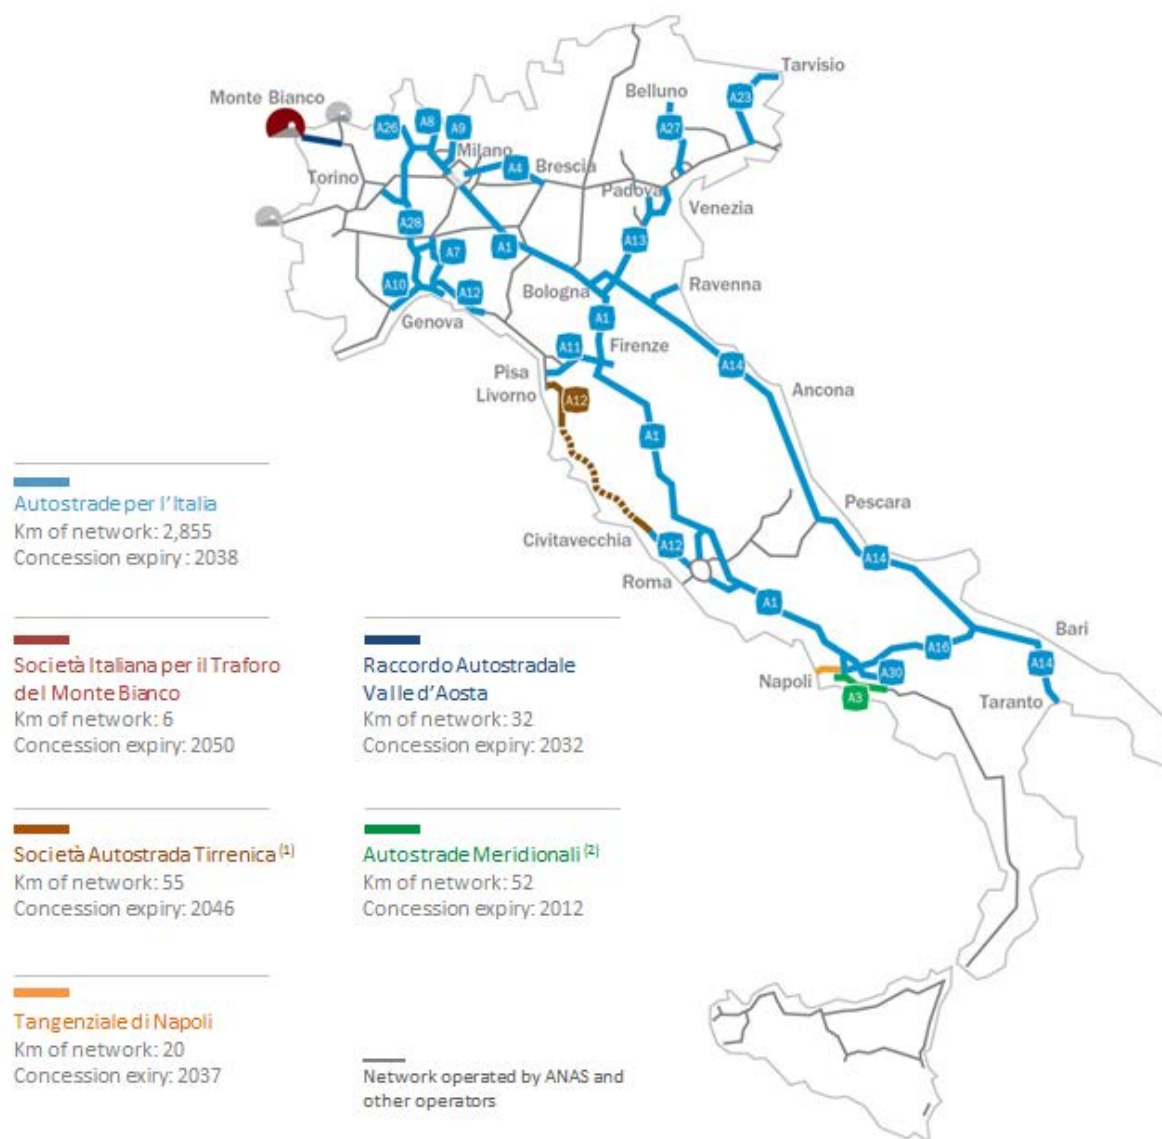 Tarvisio
Belluno
A23
Monte Bianco
A26
A8
A9
A27
Milano
A4
Brescia
Torino
Padova
Venezia
A28
A7
A1
A13
A10
A12
Bologna
Ravenna
Genova
A1
A11
Firenze
Pisa
A14
Livorno
A12
Ancona
A1
Autostrade per l'Italia
Km of network: 2,855
Concession expiry : 2038
Pescara
Civitavecchia
A12
A14
Roma
A1
Bari
A16
A14
Napoli
A30
A3
Taranto
Società Italiana per il Traforo
del Monte Bianco
Km of network: 6
Concession expiry: 2050
Raccordo Autostradale
Valle d'Aosta
Km of network: 32
Concession expiry: 2032
Società Autostrada Tirrenica (1)
Km of network: 55
Concession expiry: 2046
Autostrade Meridionali (2)
Km of network: 52
Concession expiry: 2012
Tangenziale di Napoli
Km of network: 20
Concession exiry: 2037
Network operated by ANAS and
other operators